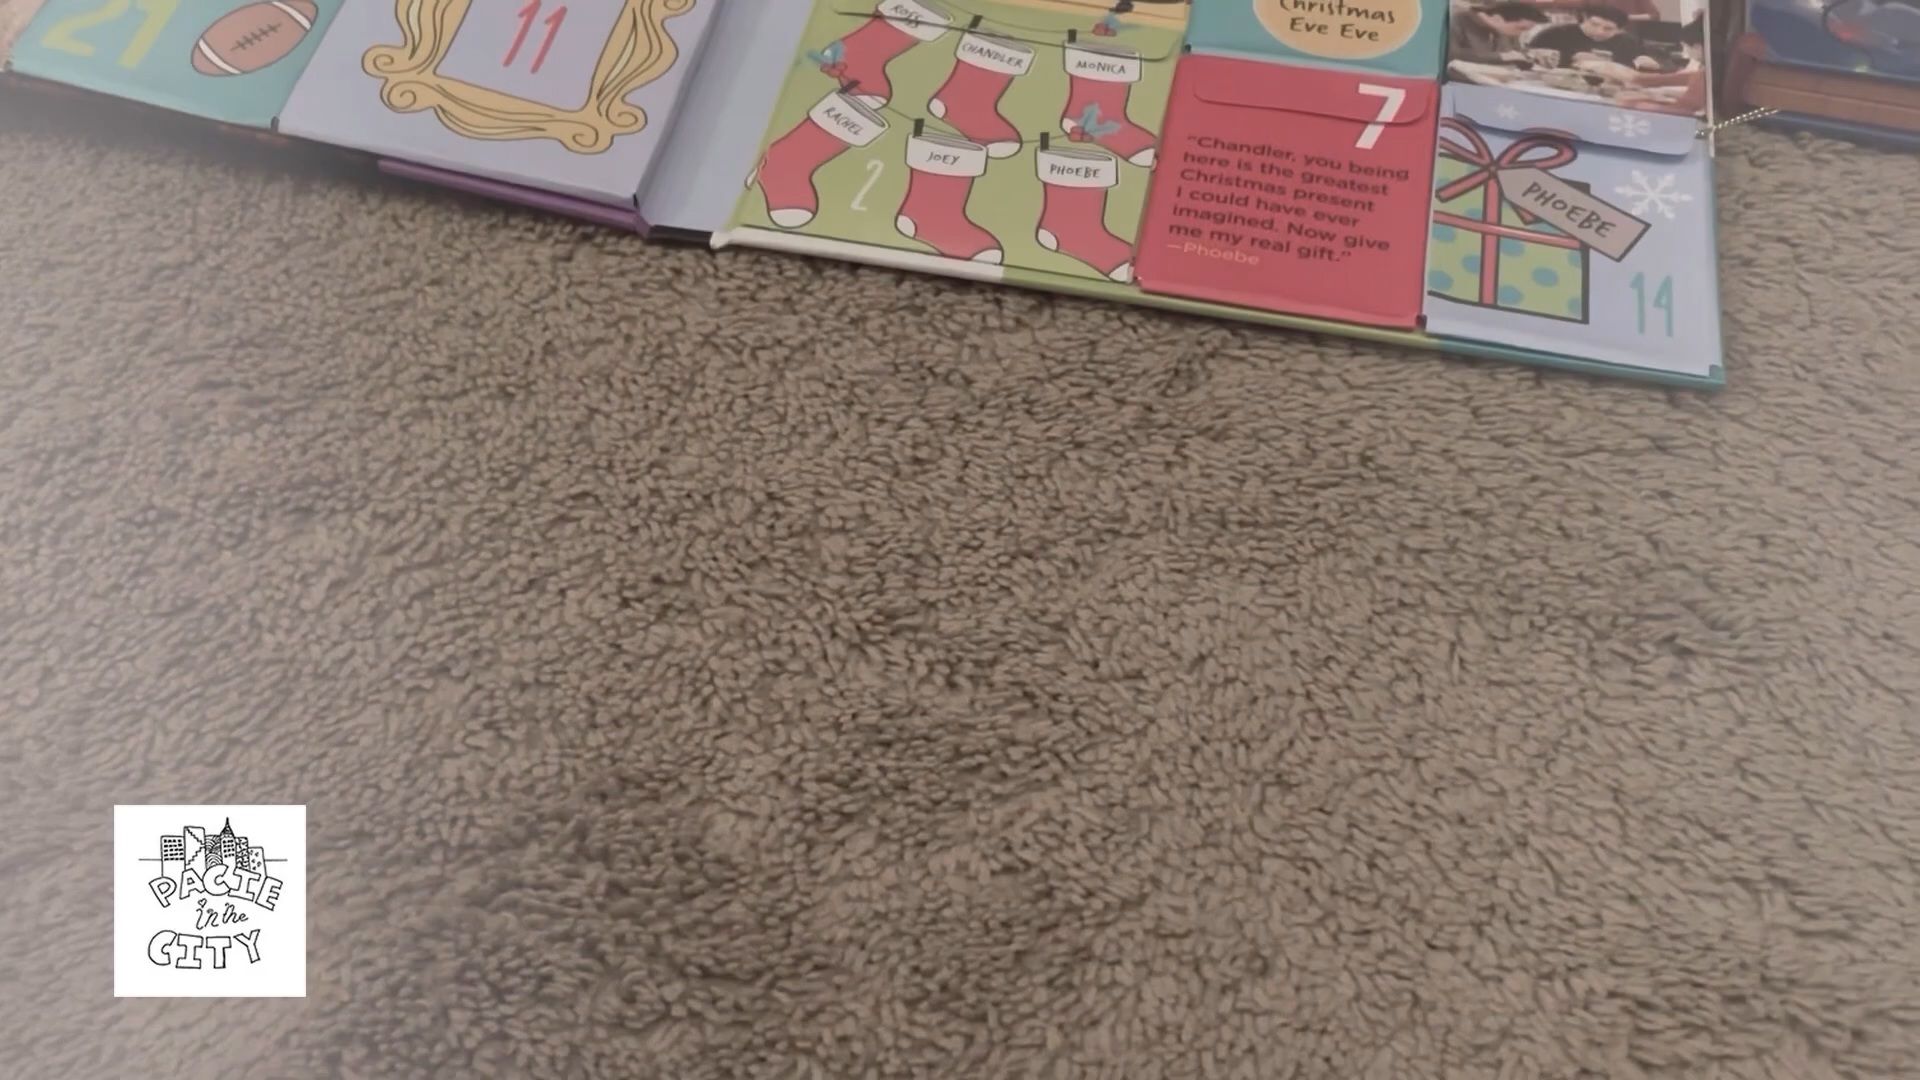 21
11
ROSS
CHANDLER
MONICA
RACHEL
JOEY
PHOEBE
2
Christmas
Eve Eve
7
"Chandler, you being
here is the greatest
Christmas present
I could have ever
imagined. Now give
me my real gift."
—Phoebe
PHOEBE
14
PACIE
in the
CITY